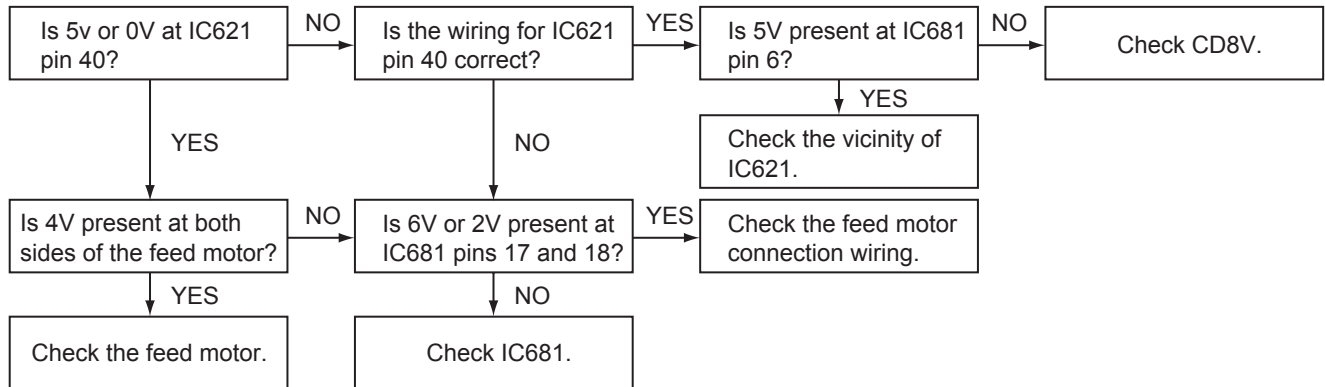 Is 5v or 0V at IC621
pin 40?
NO
Is the wiring for IC621
pin 40 correct?
YES
Is 5V present at IC681
pin 6?
NO
Check CD8V.
YES
YES
NO
Check the vicinity of
IC621.
Is 4V present at both
sides of the feed motor?
NO
Is 6V or 2V present at
IC681 pins 17 and 18?
YES
Check the feed motor
connection wiring.
YES
NO
Check the feed motor.
Check IC681.